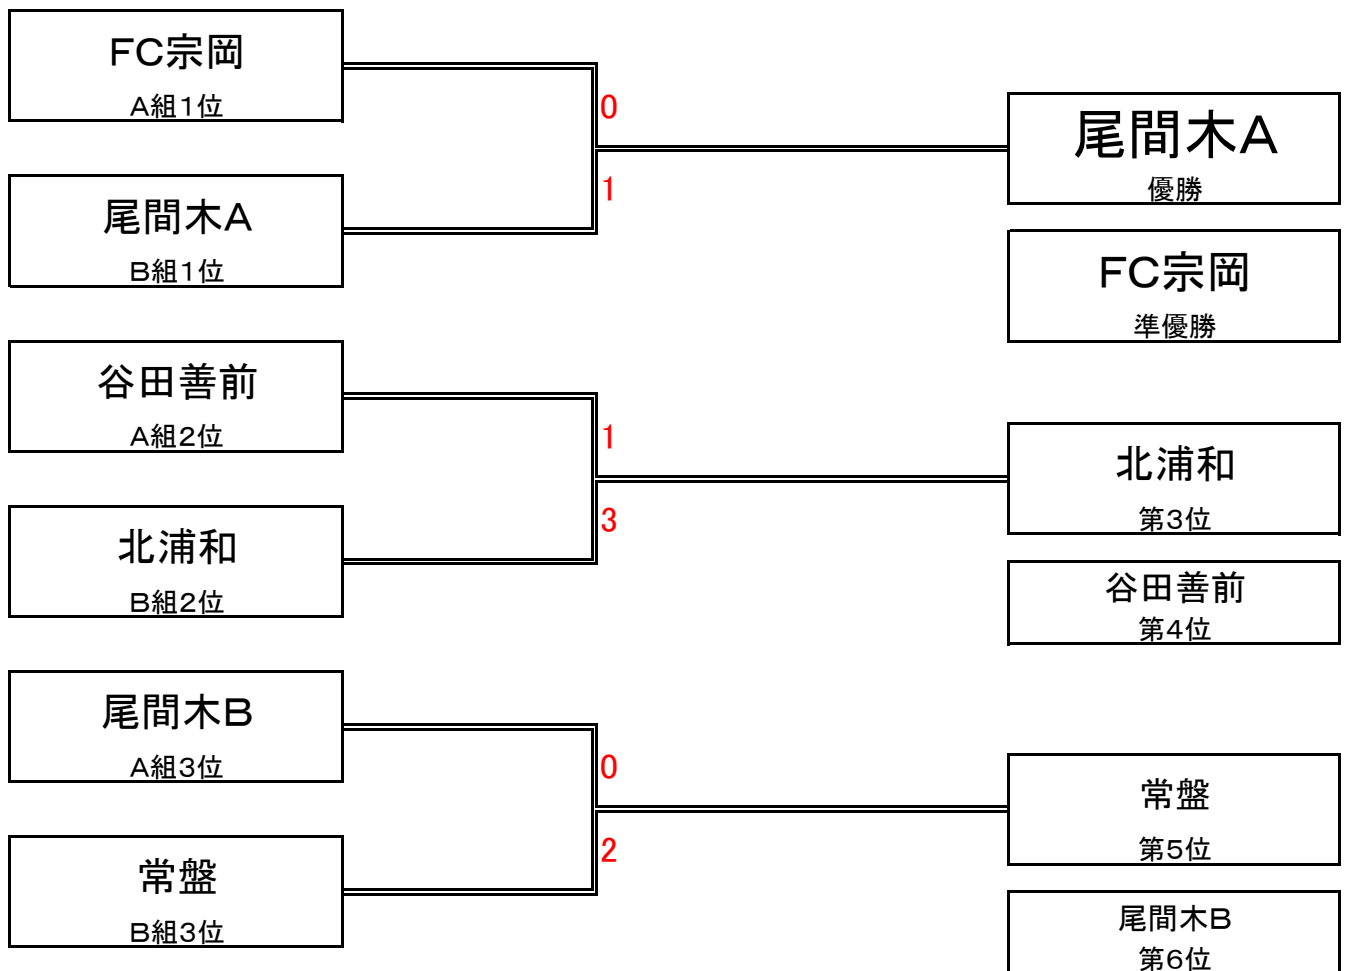 FC宗岡
A組1位
0
1
尾間木A
優勝
尾間木A
B組1位
FC宗岡
準優勝
谷田善前
A組2位
1
3
北浦和
第3位
北浦和
B組2位
谷田善前
第4位
尾間木B
A組3位
0
2
常盤
第5位
常盤
B組3位
尾間木B
第6位